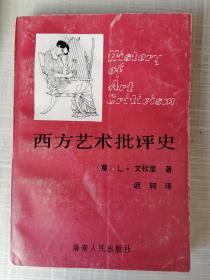 History
of
Art
Criticism
西方艺术批评史
〈意〉L·文杜里 著
迟轲 译
海南人民出版社